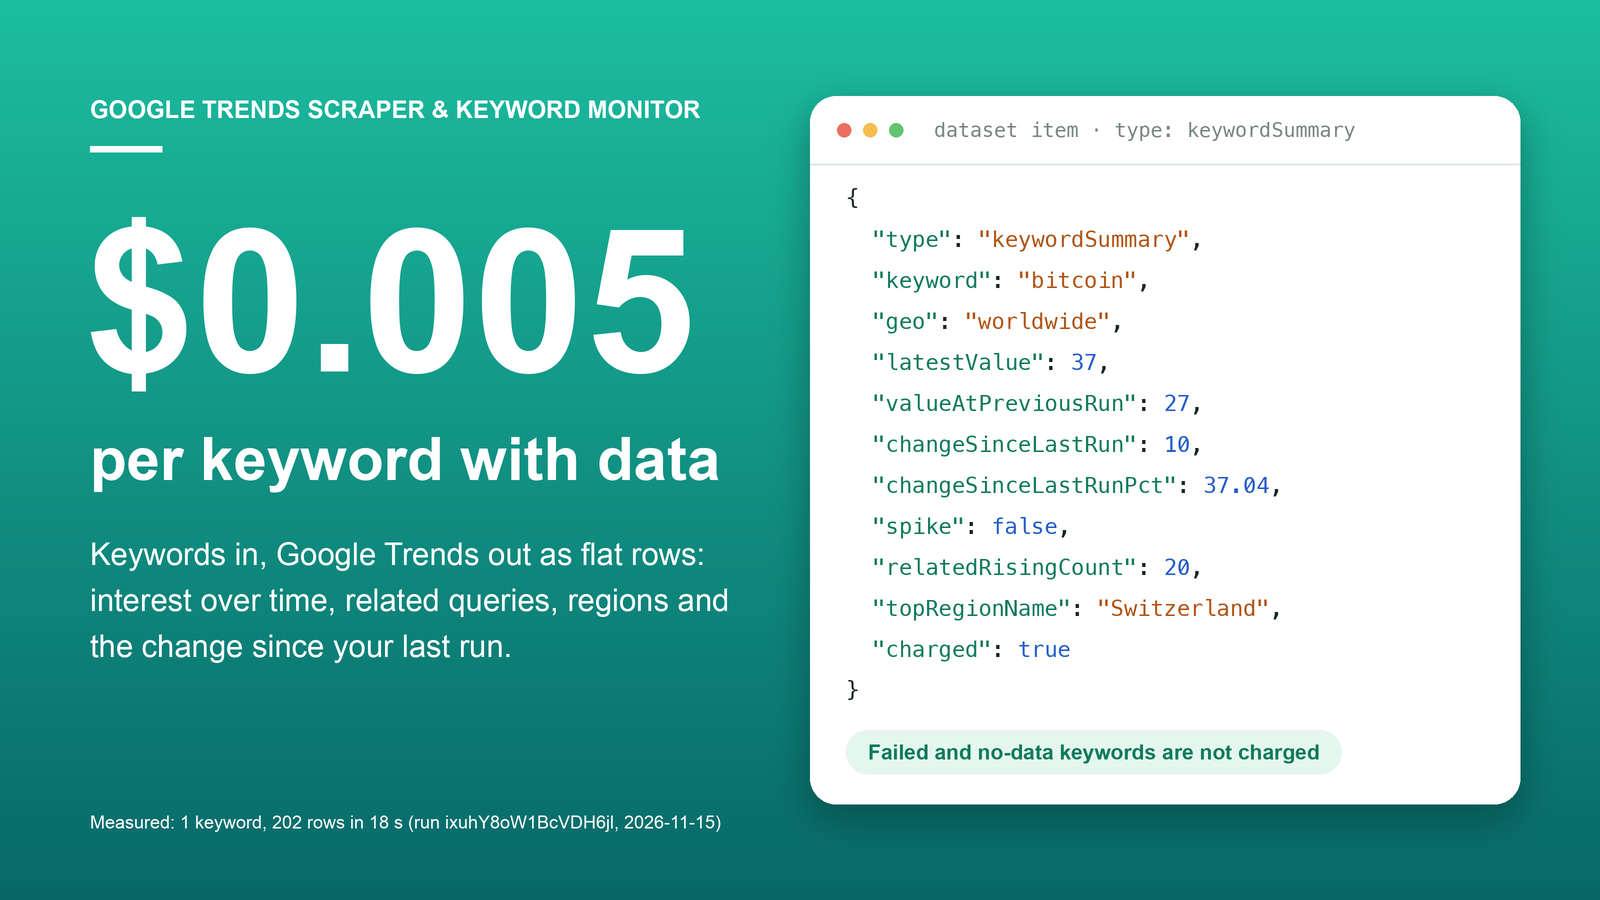 GOOGLE TRENDS SCRAPER & KEYWORD MONITOR
$0.005
per keyword with data
Keywords in, Google Trends out as flat rows:
interest over time, related queries, regions and
the change since your last run.
Measured: 1 keyword, 202 rows in 18 s (run ixuhY8oW1BcVDH6jl, 2026-11-15)
dataset item · type: keywordSummary
{
"type": "keywordSummary",
"keyword": "bitcoin",
"geo": "worldwide",
"latestValue": 37,
"valueAtPreviousRun": 27,
"changeSinceLastRun": 10,
"changeSinceLastRunPct": 37.04,
"spike": false,
"relatedRisingCount": 20,
"topRegionName": "Switzerland",
"charged": true
}
Failed and no-data keywords are not charged